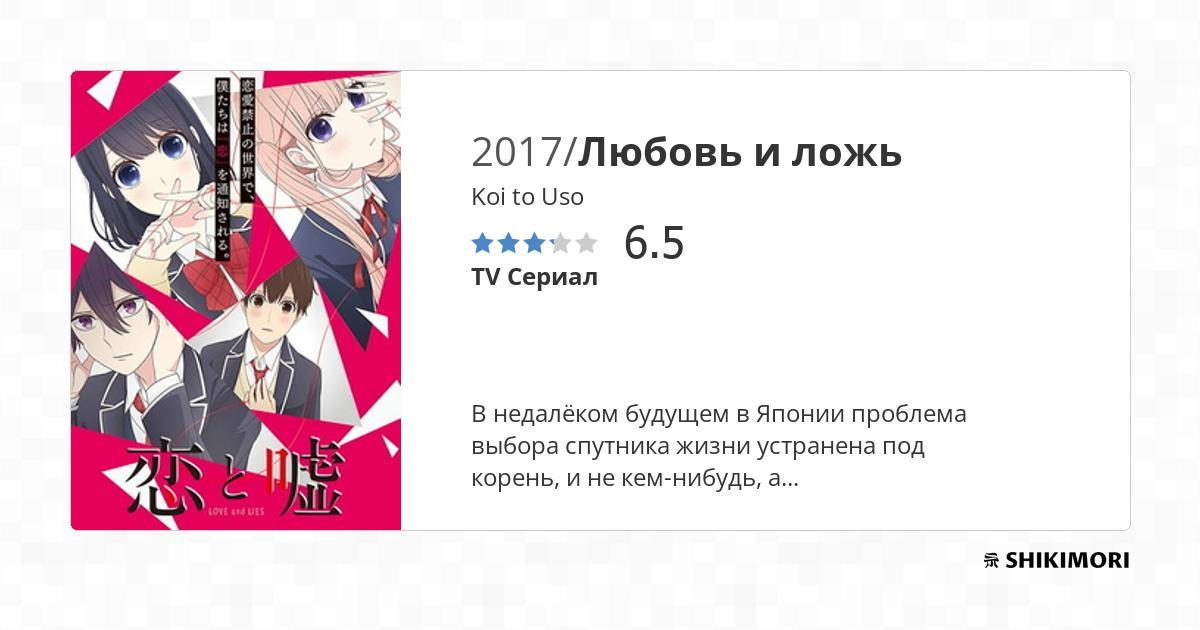 恋愛禁止の世界で、
僕たちは「恋」を通知される。
恋と嘘
LOVE and LIES
2017/Любовь и ложь
Koi to Uso
6.5
TV Сериал
В недалёком будущем в Японии проблема
выбора спутника жизни устранена под
корень, и не кем-нибудь, а...
SHIKIMORI